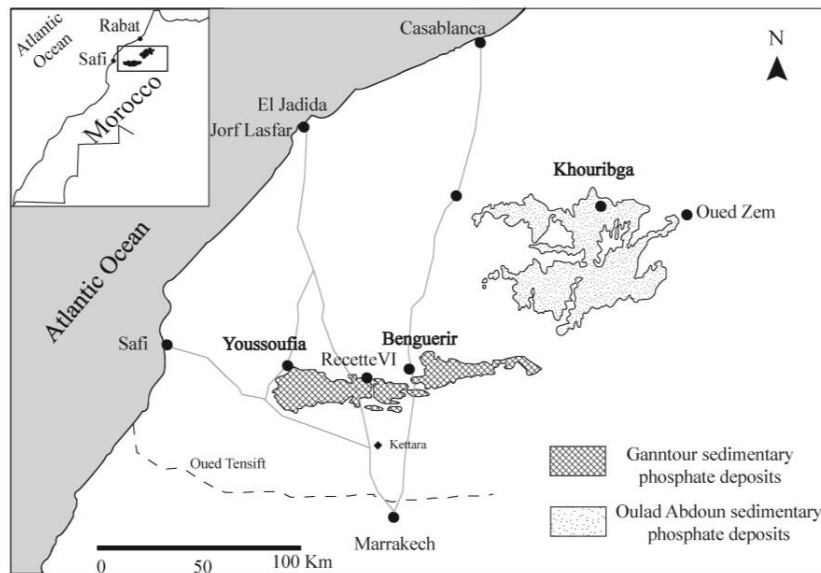 Atlantic
Ocean
Rabat
Safi
Morocco
Casablanca
N
El Jadida
Jorf Lasfar
Khouribga
Oued Zem
Atlantic Ocean
Safi
Youssoufia
Benguerir
RecetteVI
Kettara
Oued Tensift
Ganntour sedimentary
phosphate deposits
Oulad Abdoun sedimentary
phosphate deposits
Marrakech
0
50
100 Km